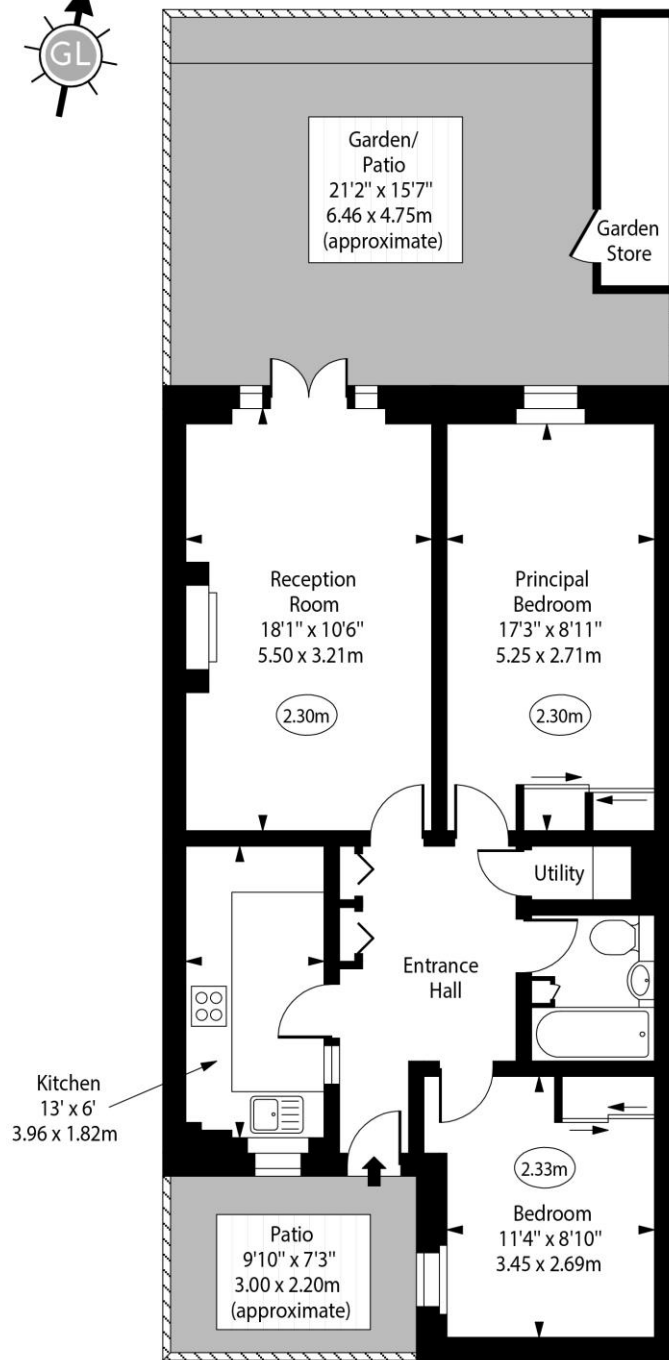 GL
Garden/
Patio
21'2" x 15'7"
6.46 x 4.75m
(approximate)
Garden
Store
Reception
Room
18'1" x 10'6"
5.50 x 3.21m
2.30m
Principal
Bedroom
17'3" x 8'11"
5.25 x 2.71m
2.30m
Utility
Entrance
Hall
Kitchen
13' x 6'
3.96 x 1.82m
2.33m
Bedroom
11'4" x 8'10"
3.45 x 2.69m
Patio
9'10" x 7'3"
3.00 x 2.20m
(approximate)